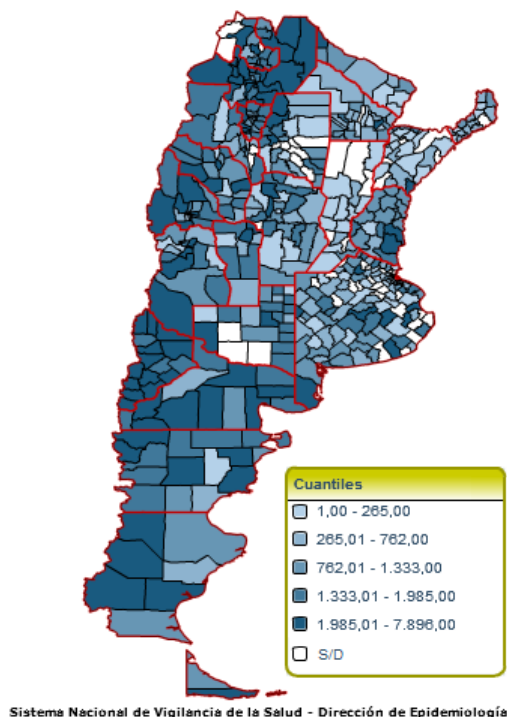 Cuantiles
1,00 - 265,00
265,01 - 762,00
762,01 - 1.333,00
1.333,01 - 1.985,00
1.985,01 - 7.896,00
S/D
Sistema Nacional de Vigilancia de la Salud - Dirección de Epidemiología